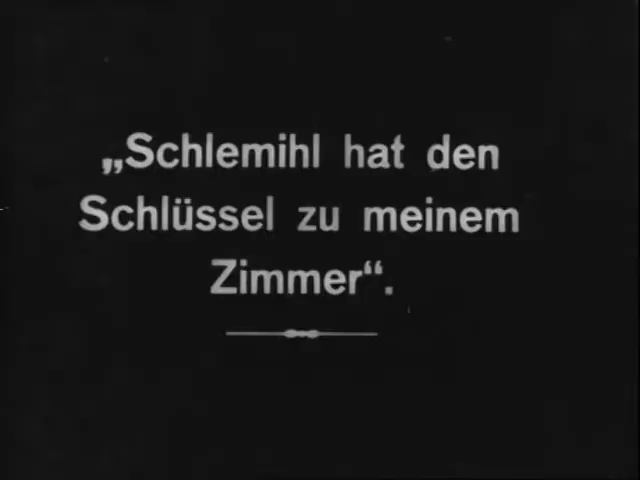 „Schlemihl hat den
Schlüssel zu meinem
Zimmer“.